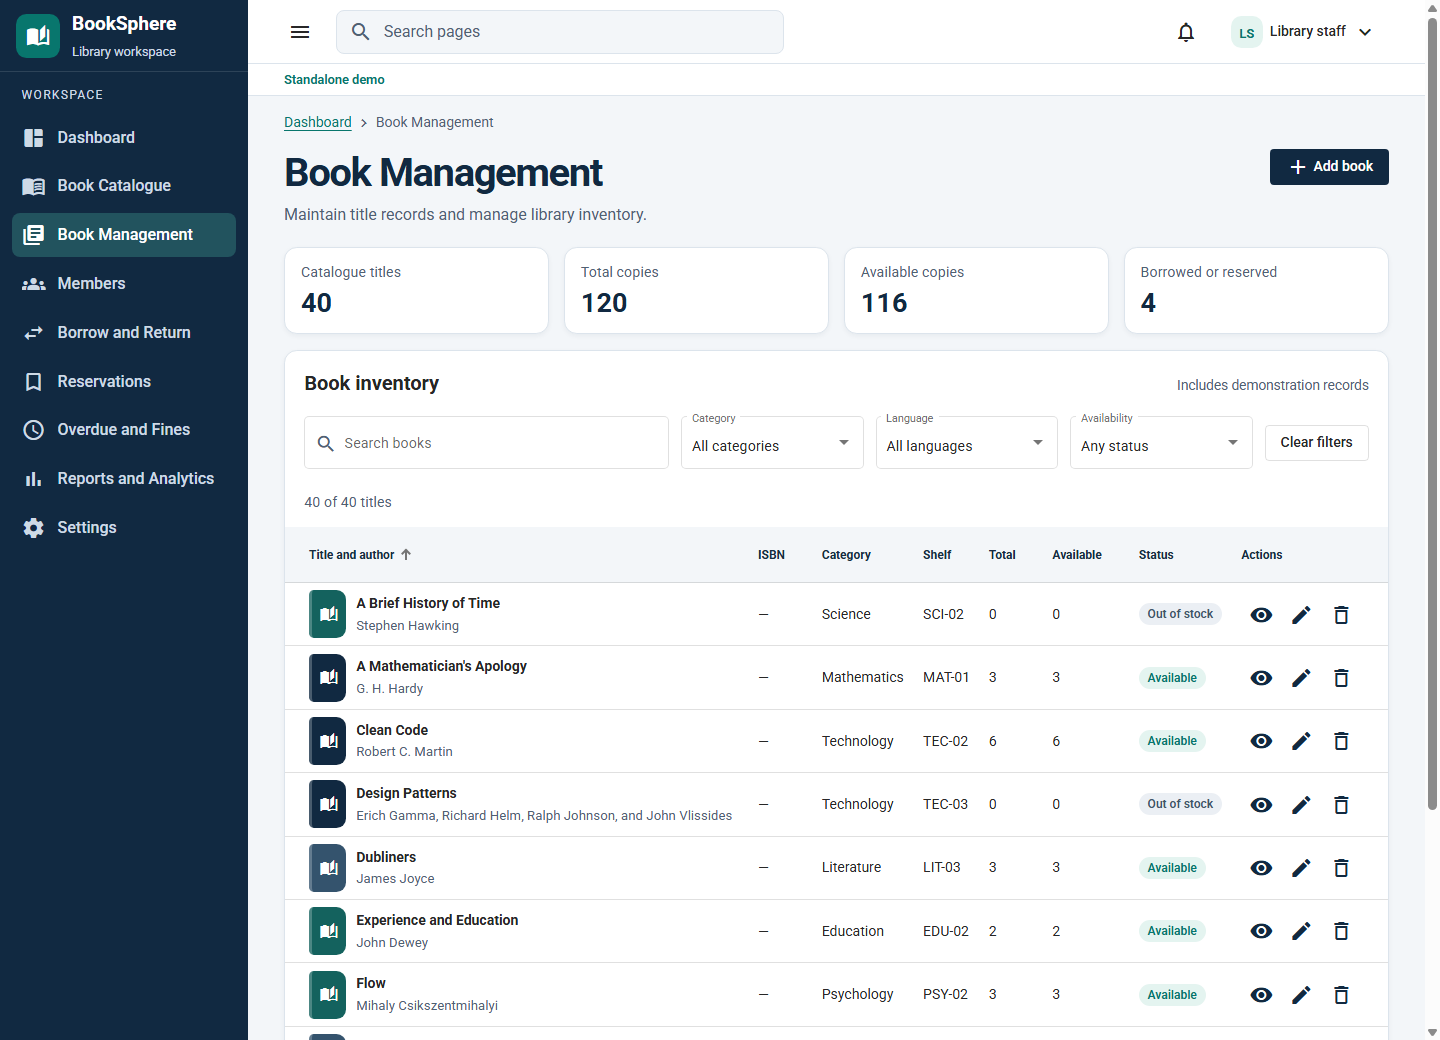 BookSphere
Library workspace
WORKSPACE
Dashboard
Book Catalogue
Book Management
Members
Borrow and Return
Reservations
Overdue and Fines
Reports and Analytics
Settings
Search pages
LS Library staff
Standalone demo
Dashboard > Book Management
Book Management
Add book
Maintain title records and manage library inventory.
Catalogue titles
40
Total copies
120
Available copies
116
Borrowed or reserved
4
Book inventory
Includes demonstration records
Search books
Category
All categories
Language
All languages
Availability
Any status
Clear filters
40 of 40 titles
Title and author ISBN Category Shelf Total Available Status Actions
A Brief History of Time
Stephen Hawking
— Science SCI-02 0 0 Out of stock
A Mathematician's Apology
G. H. Hardy
— Mathematics MAT-01 3 3 Available
Clean Code
Robert C. Martin
— Technology TEC-02 6 6 Available
Design Patterns
Erich Gamma, Richard Helm, Ralph Johnson, and John Vlissides
— Technology TEC-03 0 0 Out of stock
Dubliners
James Joyce
— Literature LIT-03 3 3 Available
Experience and Education
John Dewey
— Education EDU-02 2 2 Available
Flow
Mihaly Csikszentmihalyi
— Psychology PSY-02 3 3 Available